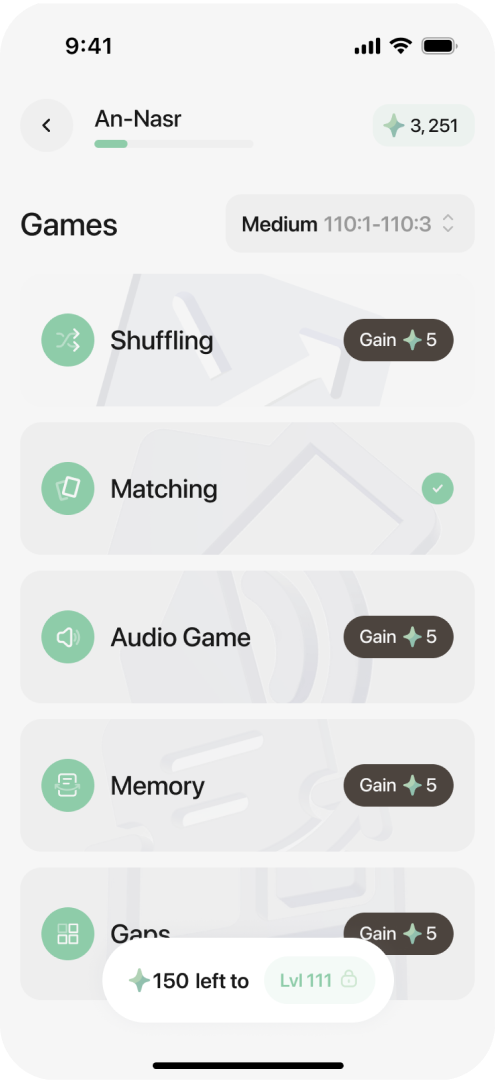 9:41
An-Nasr
3,251
Games
Medium 110:1-110:3
Shuffling
Gain 5
Matching
Audio Game
Gain 5
Memory
Gain 5
Gaps
Gain 5
150 left to
Lvl 111